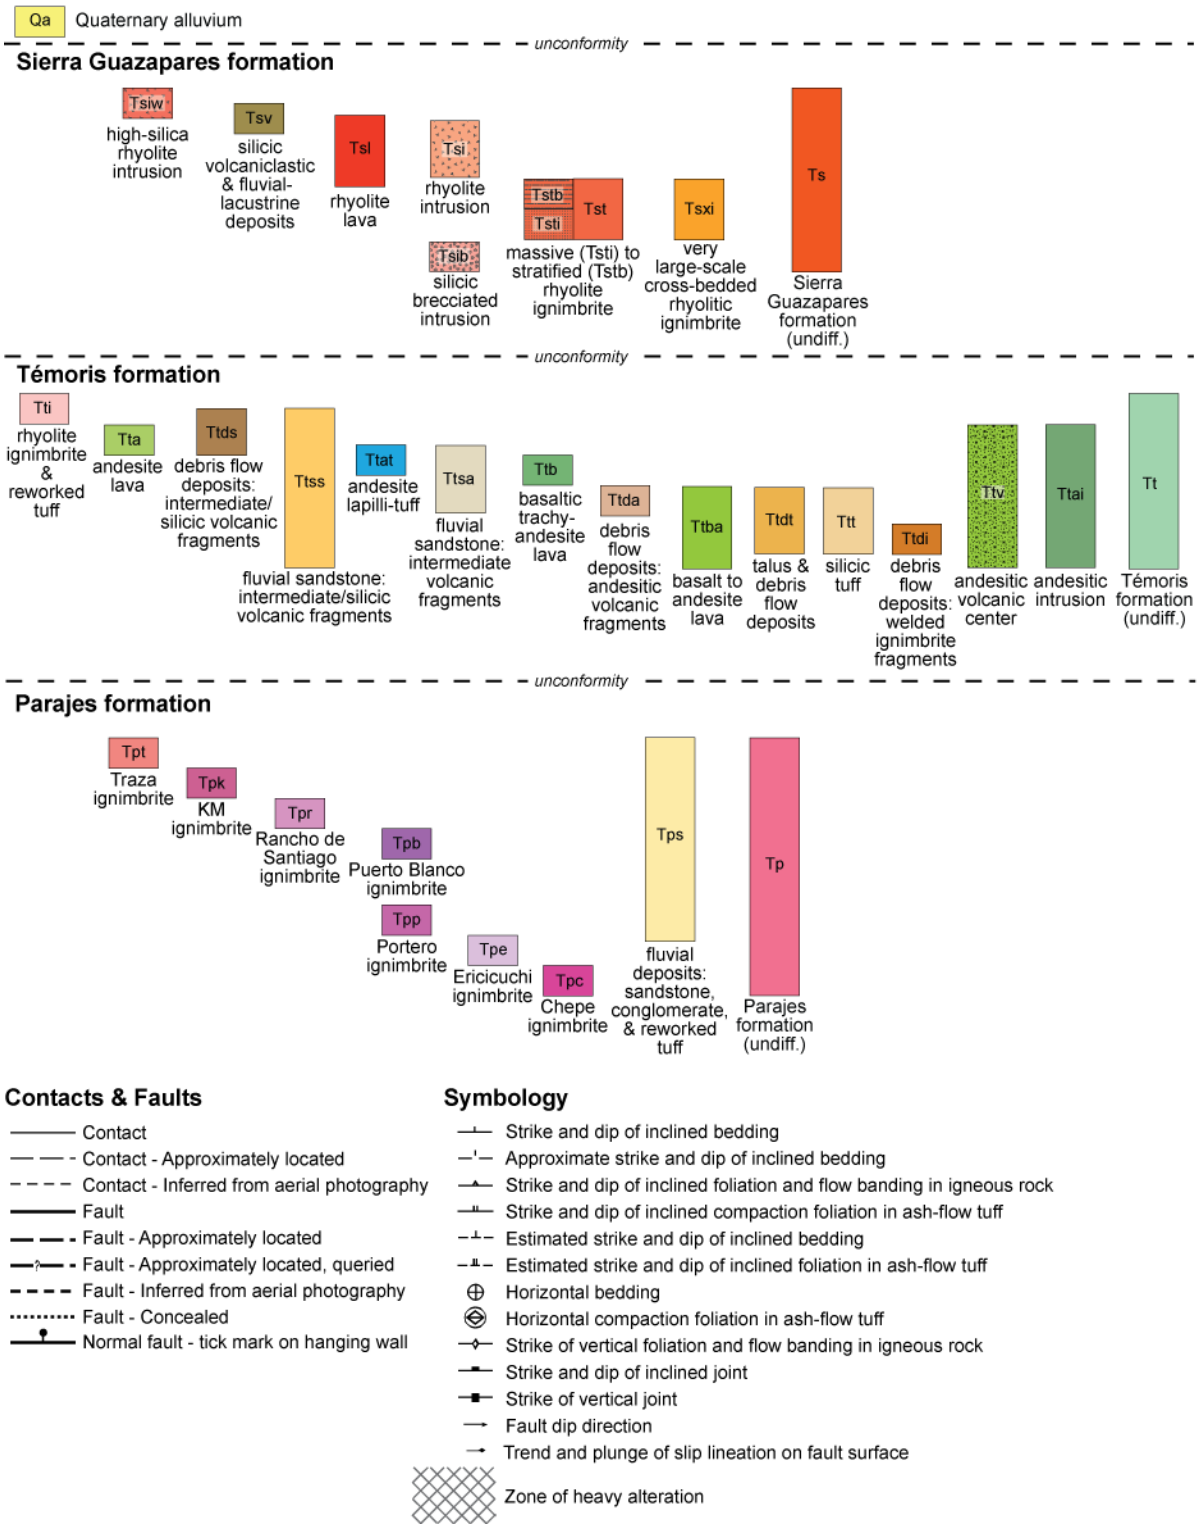 Qa Quaternary alluvium
unconformity
Sierra Guazapares formation
Tsiw
high-silica
rhyolite
intrusion
Tsv
silicic
volcaniclastic
& fluvial-
lacustrine
deposits
Tsl
rhyolite
lava
Tsi
rhyolite
intrusion
Tsib
silicic
brecciated
intrusion
Tstb
Tsti
Tst
massive (Tsti) to
stratified (Tstb)
rhyolite
ignimbrite
Tsxi
very
large-scale
cross-bedded
rhyolitic
ignimbrite
Ts
Sierra
Guazapares
formation
(undiff.)
unconformity
Témoris formation
Tti
rhyolite
ignimbrite
&
reworked
tuff
Tta
andesite
lava
Ttds
debris flow
deposits:
intermediate/
silicic volcanic
fragments
Ttss
fluvial sandstone:
intermediate/silicic
volcanic fragments
Ttat
andesite
lapilli-tuff
Ttsa
fluvial
sandstone:
intermediate
volcanic
fragments
Ttb
basaltic
trachy-
andesite
lava
Ttda
debris
flow
deposits:
andesitic
volcanic
fragments
Ttba
basalt to
andesite
lava
Ttdt
talus &
debris
flow
deposits
Ttt
silicic
tuff
Ttdi
debris
flow
deposits:
welded
ignimbrite
fragments
Ttv
andesitic
volcanic
center
Ttai
andesitic
intrusion
Tt
Témoris
formation
(undiff.)
unconformity
Parajes formation
Tpt
Traza
ignimbrite
Tpk
KM
ignimbrite
Tpr
Rancho de
Santiago
ignimbrite
Tpb
Puerto Blanco
ignimbrite
Tpp
Portero
ignimbrite
Tpe
Ericicuchi
ignimbrite
Tpc
Chepe
ignimbrite
Tps
fluvial
deposits:
sandstone,
conglomerate,
& reworked
tuff
Tp
Parajes
formation
(undiff.)
Contacts & Faults
Contact
Contact - Approximately located
Contact - Inferred from aerial photography
Fault
Fault - Approximately located
? Fault - Approximately located, queried
Fault - Inferred from aerial photography
Fault - Concealed
Normal fault - tick mark on hanging wall
Symbology
Strike and dip of inclined bedding
Approximate strike and dip of inclined bedding
Strike and dip of inclined foliation and flow banding in igneous rock
Strike and dip of inclined compaction foliation in ash-flow tuff
Estimated strike and dip of inclined bedding
Estimated strike and dip of inclined foliation in ash-flow tuff
Horizontal bedding
Horizontal compaction foliation in ash-flow tuff
Strike of vertical foliation and flow banding in igneous rock
Strike and dip of inclined joint
Strike of vertical joint
Fault dip direction
Trend and plunge of slip lineation on fault surface
Zone of heavy alteration